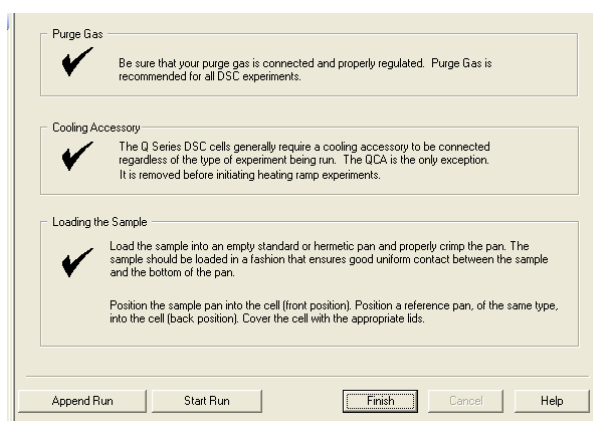 Purge Gas
Be sure that your purge gas is connected and properly regulated. Purge Gas is
recommended for all DSC experiments.
Cooling Accessory
The Q Series DSC cells generally require a cooling accessory to be connected
regardless of the type of experiment being run. The QCA is the only exception.
It is removed before initiating heating ramp experiments.
Loading the Sample
Load the sample into an empty standard or hermetic pan and properly crimp the pan. The
sample should be loaded in a fashion that ensures good uniform contact between the sample
and the bottom of the pan.
Position the sample pan into the cell (front position). Position a reference pan, of the same type,
into the cell (back position). Cover the cell with the appropriate lids.
Append Run Start Run Finish Cancel Help